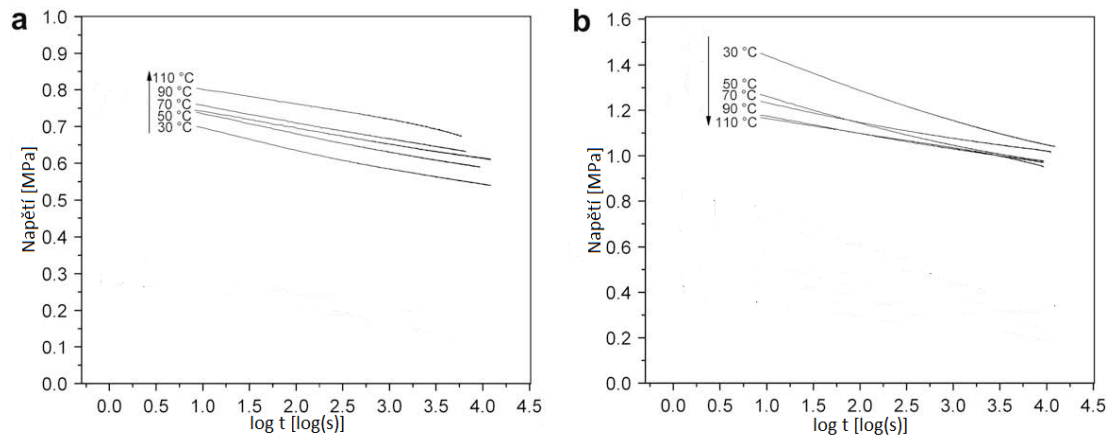 a
1.0
0.9
0.8
0.7
0.6
0.5
0.4
0.3
0.2
0.1
0.0
Napětí [MPa]
110 °C
90 °C
70 °C
50 °C
30 °C
0.0 0.5 1.0 1.5 2.0 2.5 3.0 3.5 4.0 4.5
log t [log(s)]
b
1.6
1.4
1.2
1.0
0.8
0.6
0.4
0.2
0.0
Napětí [MPa]
30 °C
50 °C
70 °C
90 °C
110 °C
0.0 0.5 1.0 1.5 2.0 2.5 3.0 3.5 4.0 4.5
log t [log(s)]